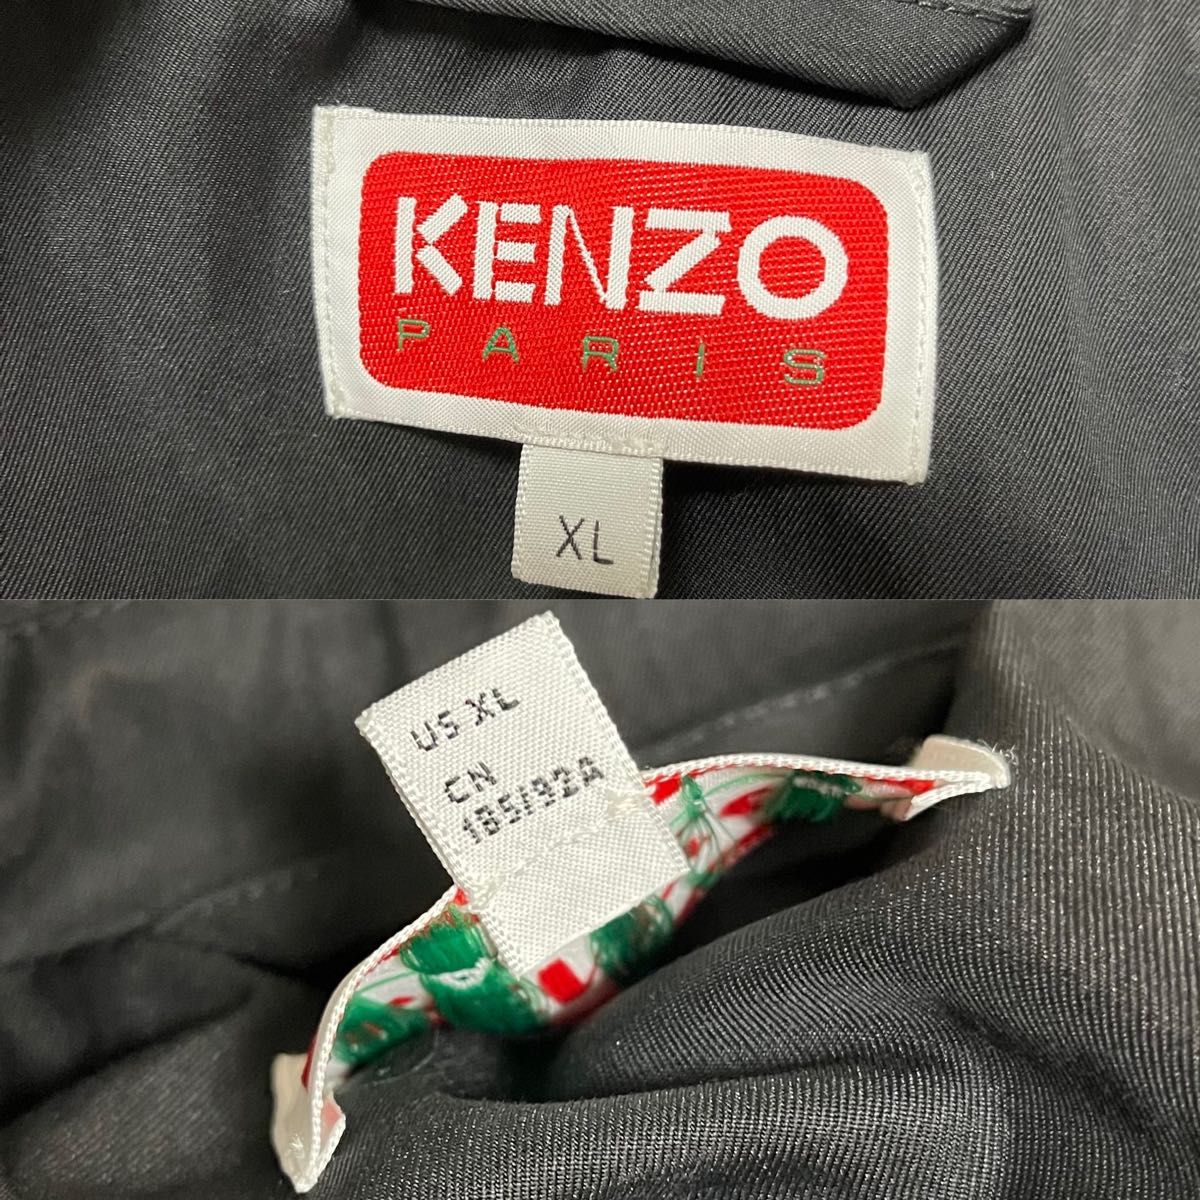 KENZO
PARIS
XL
US XL
CN
185/92A